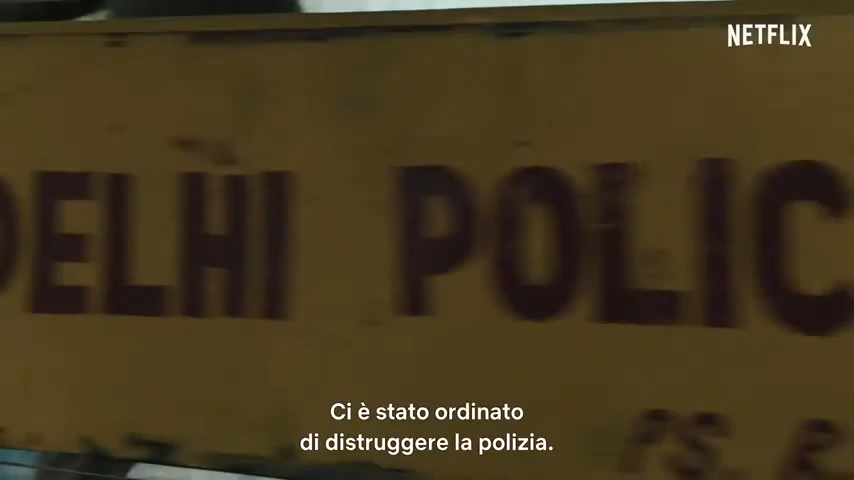 NETFLIX
DELHI POLIC
Ci è stato ordinato
di distruggere la polizia.